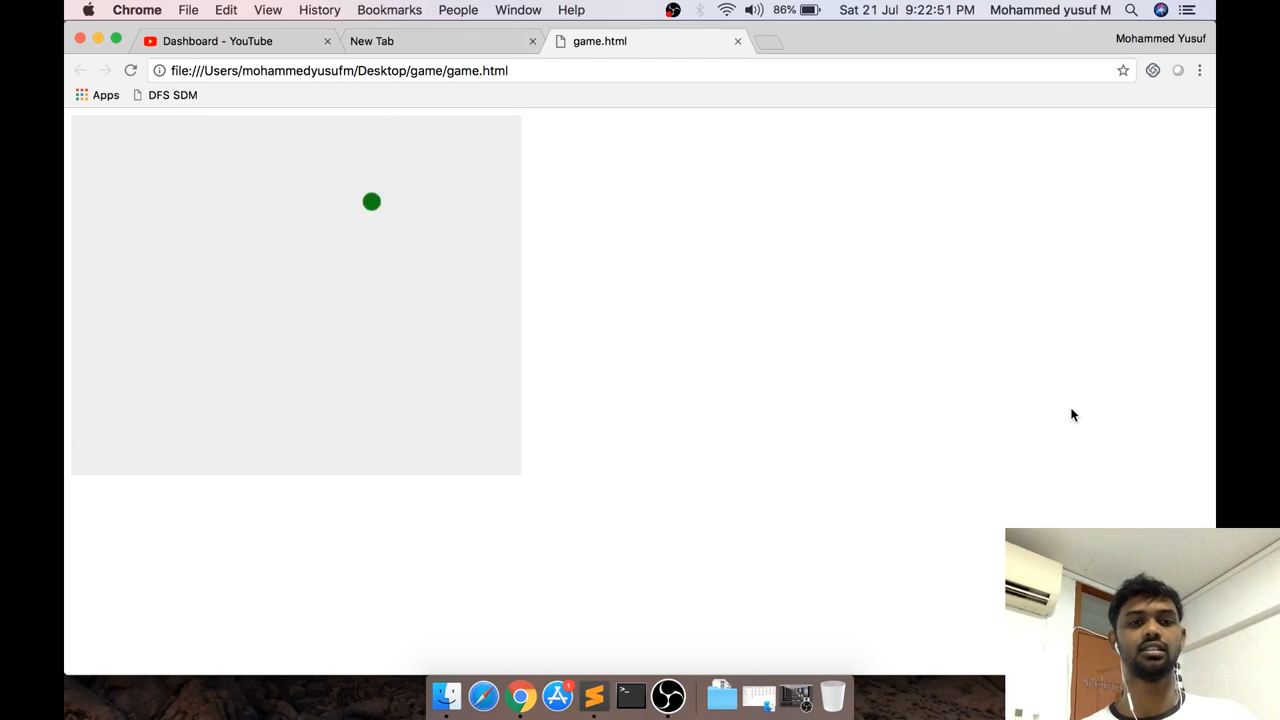 Chrome File Edit View History Bookmarks People Window Help 86% Sat 21 Jul 9:22:51 PM Mohammed yusuf M
Dashboard - YouTube New Tab game.html Mohammed Yusuf
file:///Users/mohammedyusufm/Desktop/game/game.html
Apps DFS SDM
1